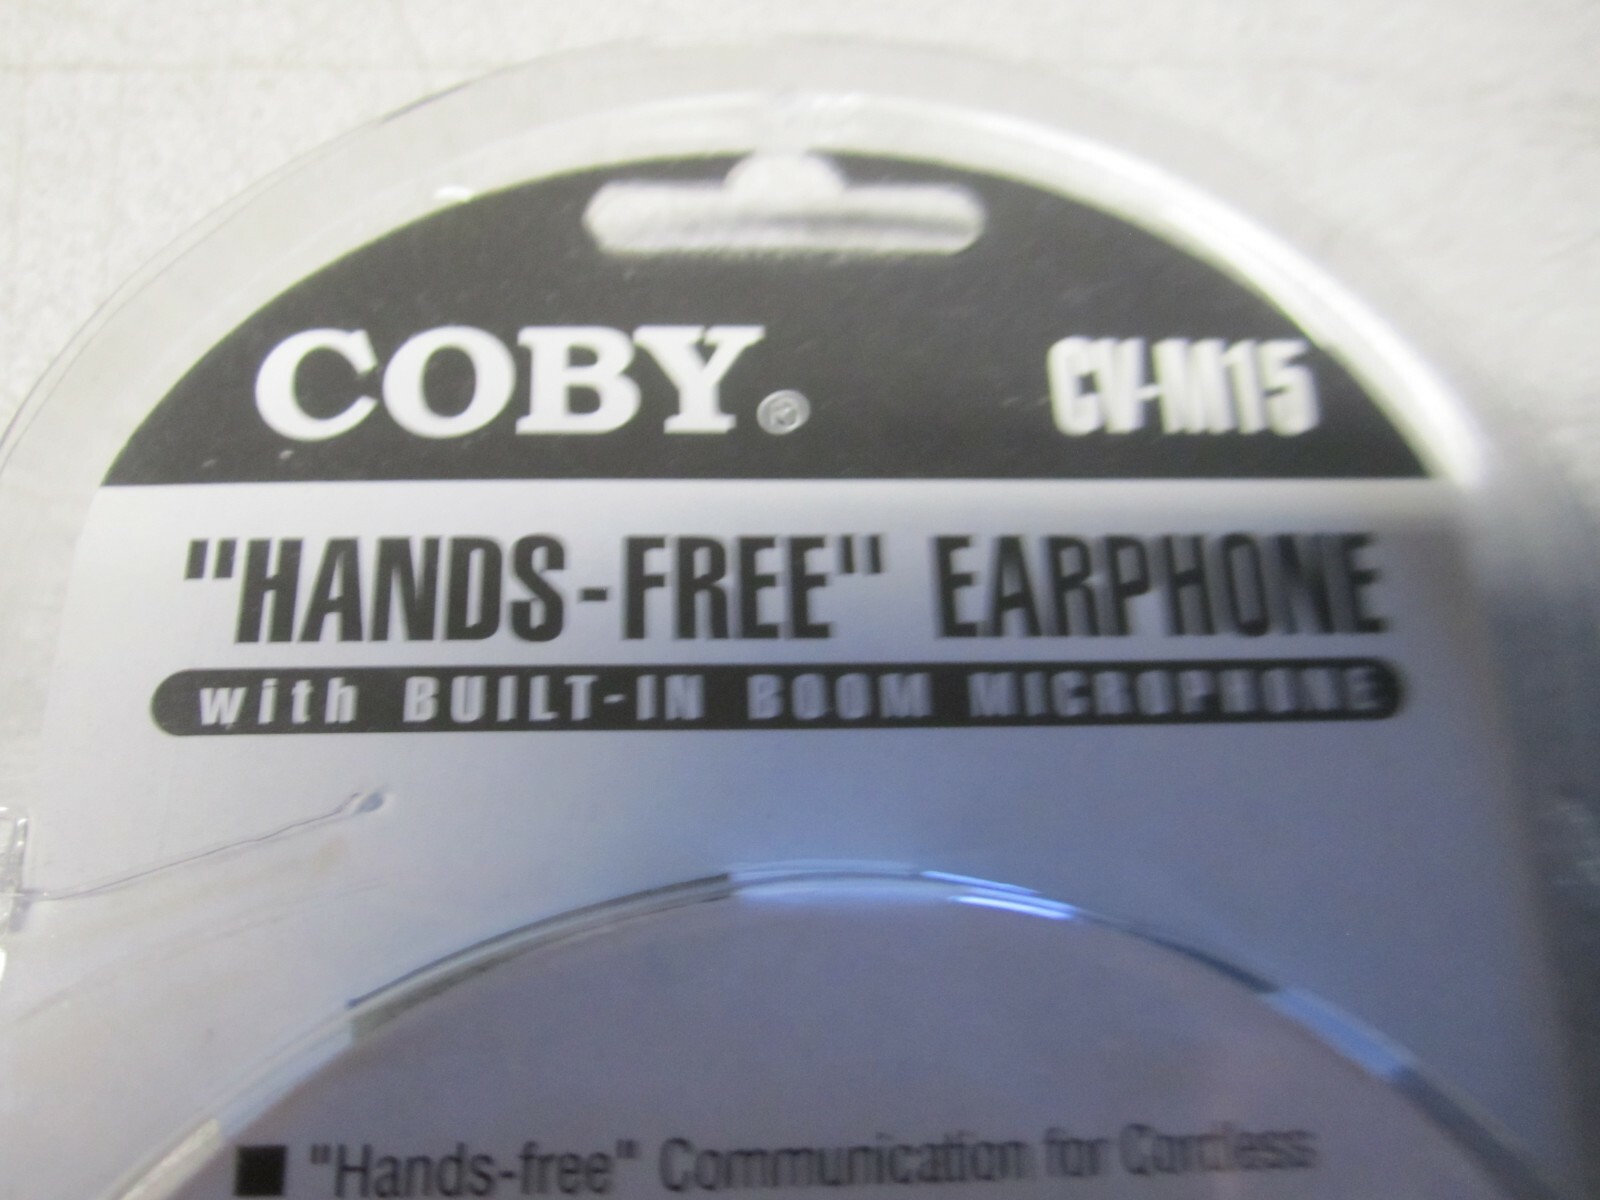 COBY® CV-M15
"HANDS-FREE" EARPHONE
with BUILT-IN BOOM MICROPHONE
■ "Hands-free" Communication for Cordless